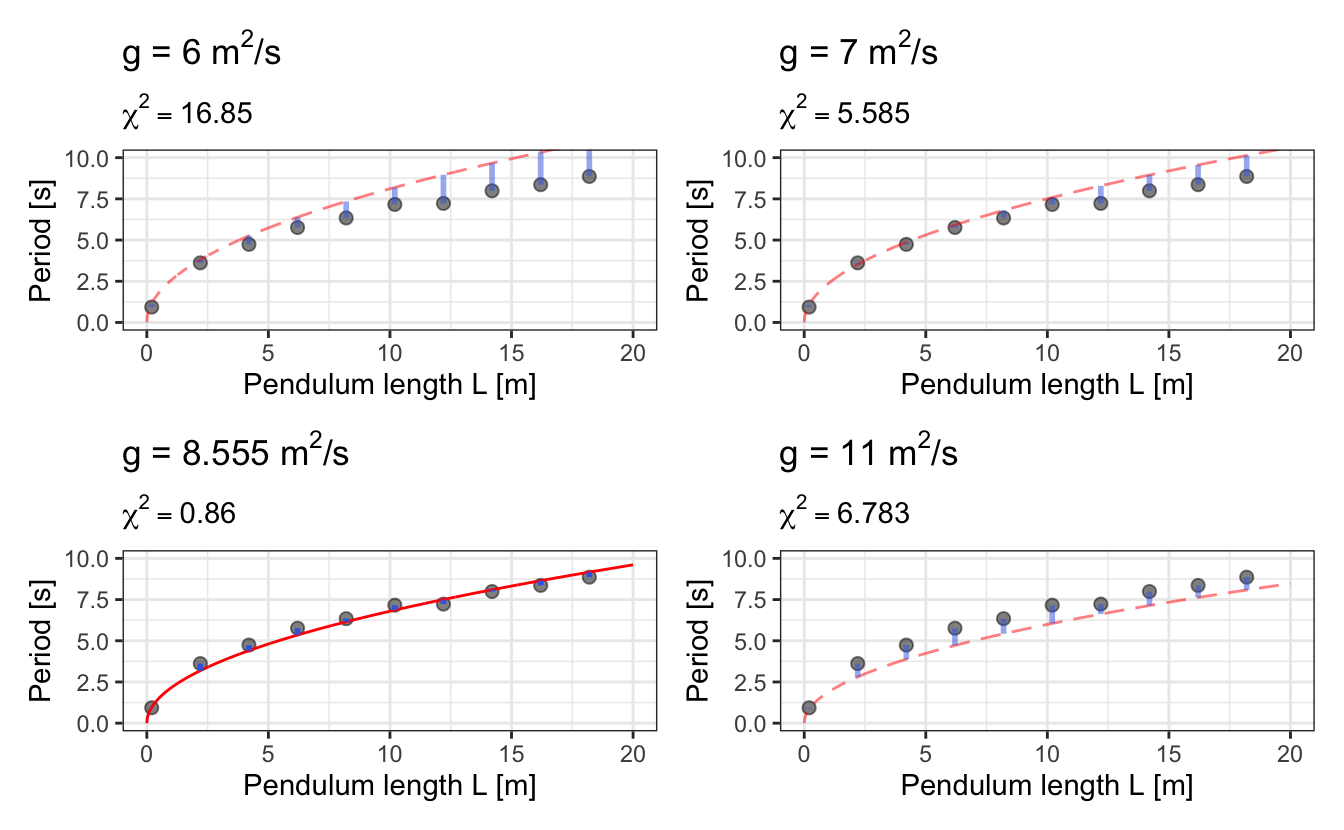 g = 6 m²/s
χ² = 16.85
10.0
7.5
5.0
2.5
0.0
Period [s]
0 5 10 15 20
Pendulum length L [m]
g = 7 m²/s
χ² = 5.585
10.0
7.5
5.0
2.5
0.0
Period [s]
0 5 10 15 20
Pendulum length L [m]
g = 8.555 m²/s
χ² = 0.86
10.0
7.5
5.0
2.5
0.0
Period [s]
0 5 10 15 20
Pendulum length L [m]
g = 11 m²/s
χ² = 6.783
10.0
7.5
5.0
2.5
0.0
Period [s]
0 5 10 15 20
Pendulum length L [m]